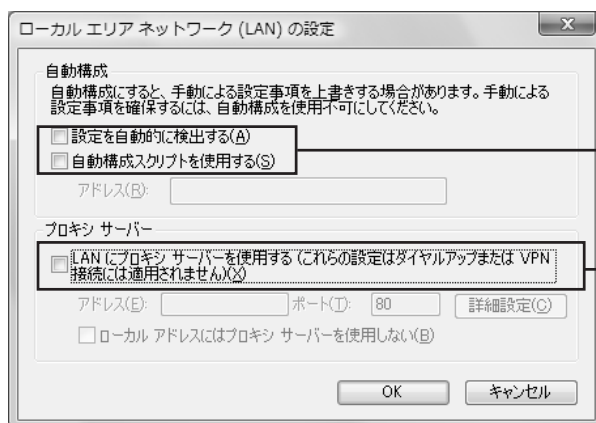 ローカル エリア ネットワーク (LAN) の設定
x
自動構成
自動構成にすると、手動による設定事項を上書きする場合があります。手動による
設定事項を確保するには、自動構成を使用不可にしてください。
設定を自動的に検出する(A)
自動構成スクリプトを使用する(S)
アドレス(R):
プロキシ サーバー
LAN にプロキシ サーバーを使用する (これらの設定はダイヤルアップまたは VPN
接続には適用されません)(X)
アドレス(E): ポート(T): 80 詳細設定(C)
ローカル アドレスにはプロキシ サーバーを使用しない(B)
OK キャンセル